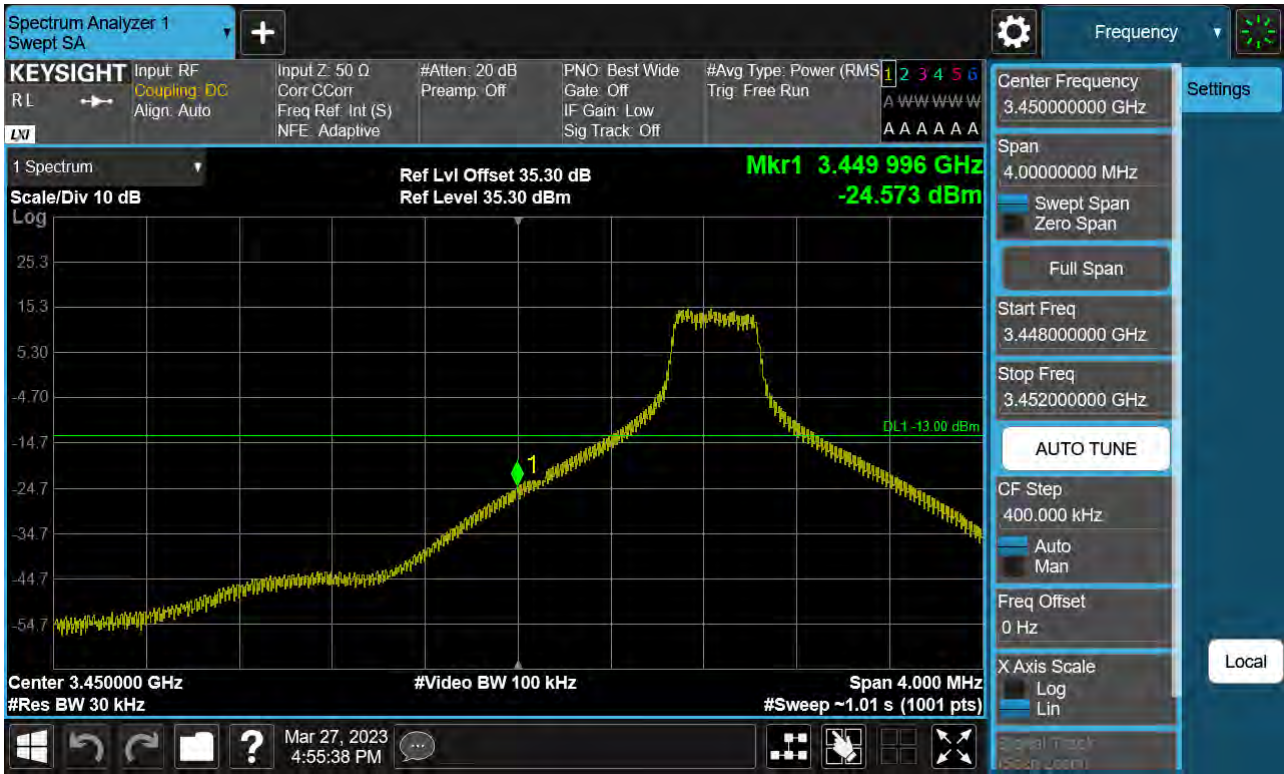 Spectrum Analyzer 1
Swept SA
Frequency
KEYSIGHT
RL
LXI
Input: RF
Coupling: DC
Align: Auto
Input Z: 50 Ω
Corr CCorr
Freq Ref: Int (S)
NFE: Adaptive
#Atten: 20 dB
Preamp: Off
PNO: Best Wide
Gate: Off
IF Gain: Low
Sig Track: Off
#Avg Type: Power (RMS
Trig: Free Run
1 2 3 4 5 6
A W W W W W
A A A A A A
1 Spectrum
Scale/Div 10 dB
Log
Ref Lvl Offset 35.30 dB
Ref Level 35.30 dBm
Mkr1 3.449 996 GHz
-24.573 dBm
25.3
15.3
5.30
-4.70
-14.7
-24.7
-34.7
-44.7
-54.7
DL1 -13.00 dBm
1
Center 3.450000 GHz
#Res BW 30 kHz
#Video BW 100 kHz
Span 4.000 MHz
#Sweep ~1.01 s (1001 pts)
Center Frequency
3.450000000 GHz
Span
4.00000000 MHz
Swept Span
Zero Span
Full Span
Start Freq
3.448000000 GHz
Stop Freq
3.452000000 GHz
AUTO TUNE
CF Step
400.000 kHz
Auto
Man
Freq Offset
0 Hz
X Axis Scale
Log
Lin
Signal Track
(Span Zoom)
Settings
Local
?
Mar 27, 2023
4:55:38 PM